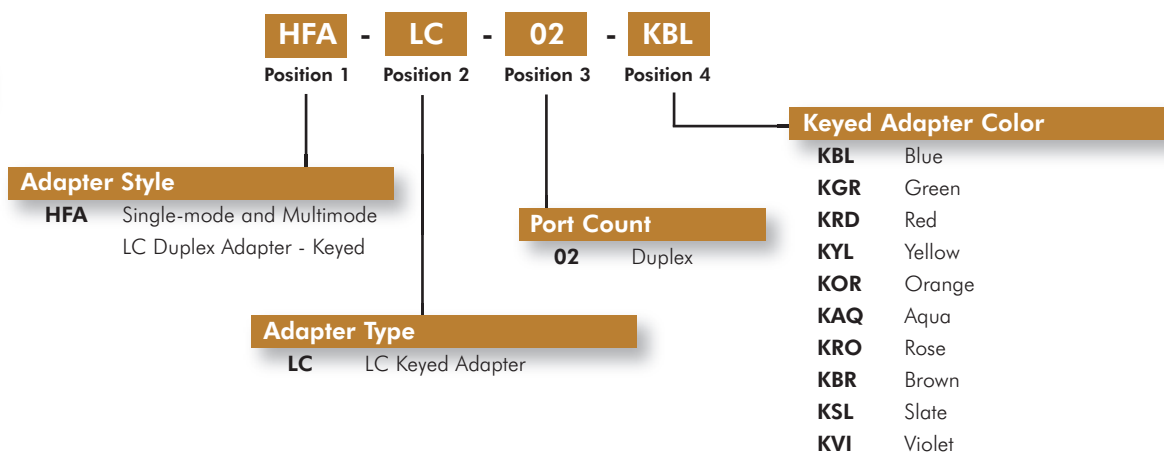 HFA - LC - 02 - KBL
Position 1 Position 2 Position 3 Position 4
Adapter Style
HFA Single-mode and Multimode
LC Duplex Adapter - Keyed
Adapter Type
LC LC Keyed Adapter
Port Count
02 Duplex
Keyed Adapter Color
KBL Blue
KGR Green
KRD Red
KYL Yellow
KOR Orange
KAQ Aqua
KRO Rose
KBR Brown
KSL Slate
KVI Violet